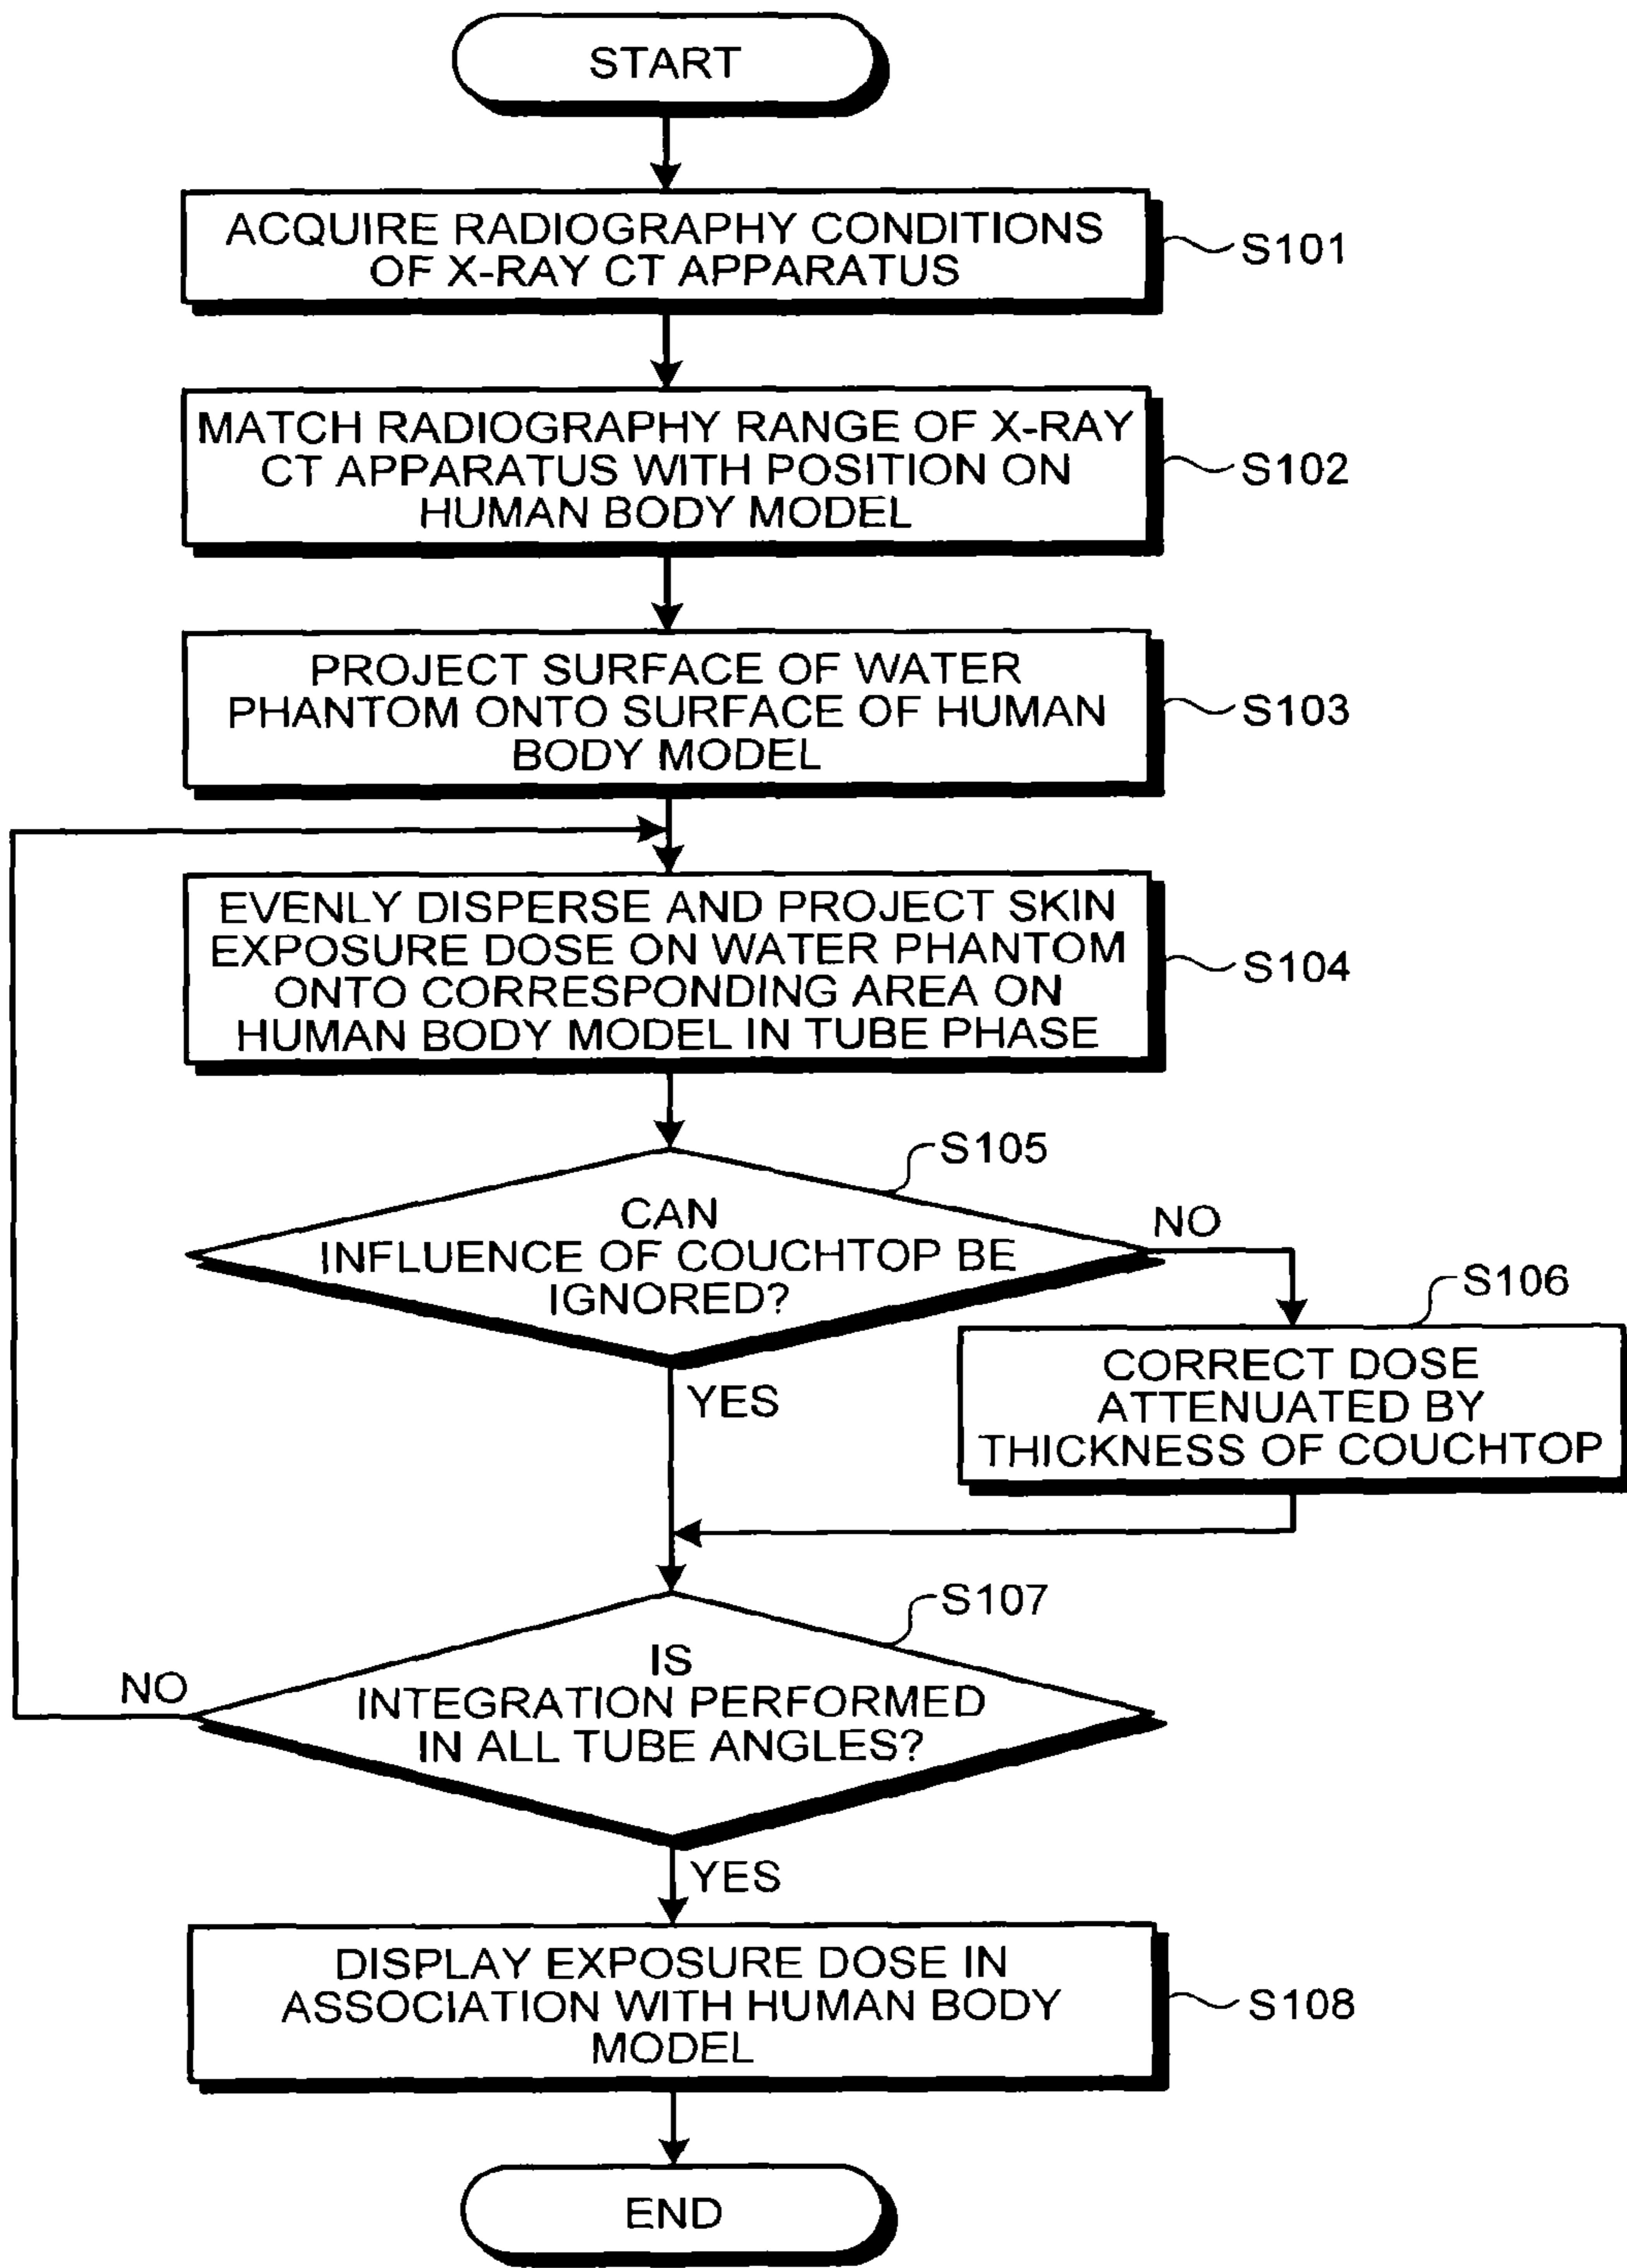 START
ACQUIRE RADIOGRAPHY CONDITIONS
OF X-RAY CT APPARATUS
S101
MATCH RADIOGRAPHY RANGE OF X-RAY
CT APPARATUS WITH POSITION ON
HUMAN BODY MODEL
S102
PROJECT SURFACE OF WATER
PHANTOM ONTO SURFACE OF HUMAN
BODY MODEL
S103
EVENLY DISPERSE AND PROJECT SKIN
EXPOSURE DOSE ON WATER PHANTOM
ONTO CORRESPONDING AREA ON
HUMAN BODY MODEL IN TUBE PHASE
S104
S105
CAN
INFLUENCE OF COUCHTOP BE
IGNORED?
NO
YES
S106
CORRECT DOSE
ATTENUATED BY
THICKNESS OF COUCHTOP
S107
IS
INTEGRATION PERFORMED
IN ALL TUBE ANGLES?
NO
YES
DISPLAY EXPOSURE DOSE IN
ASSOCIATION WITH HUMAN BODY
MODEL
S108
END